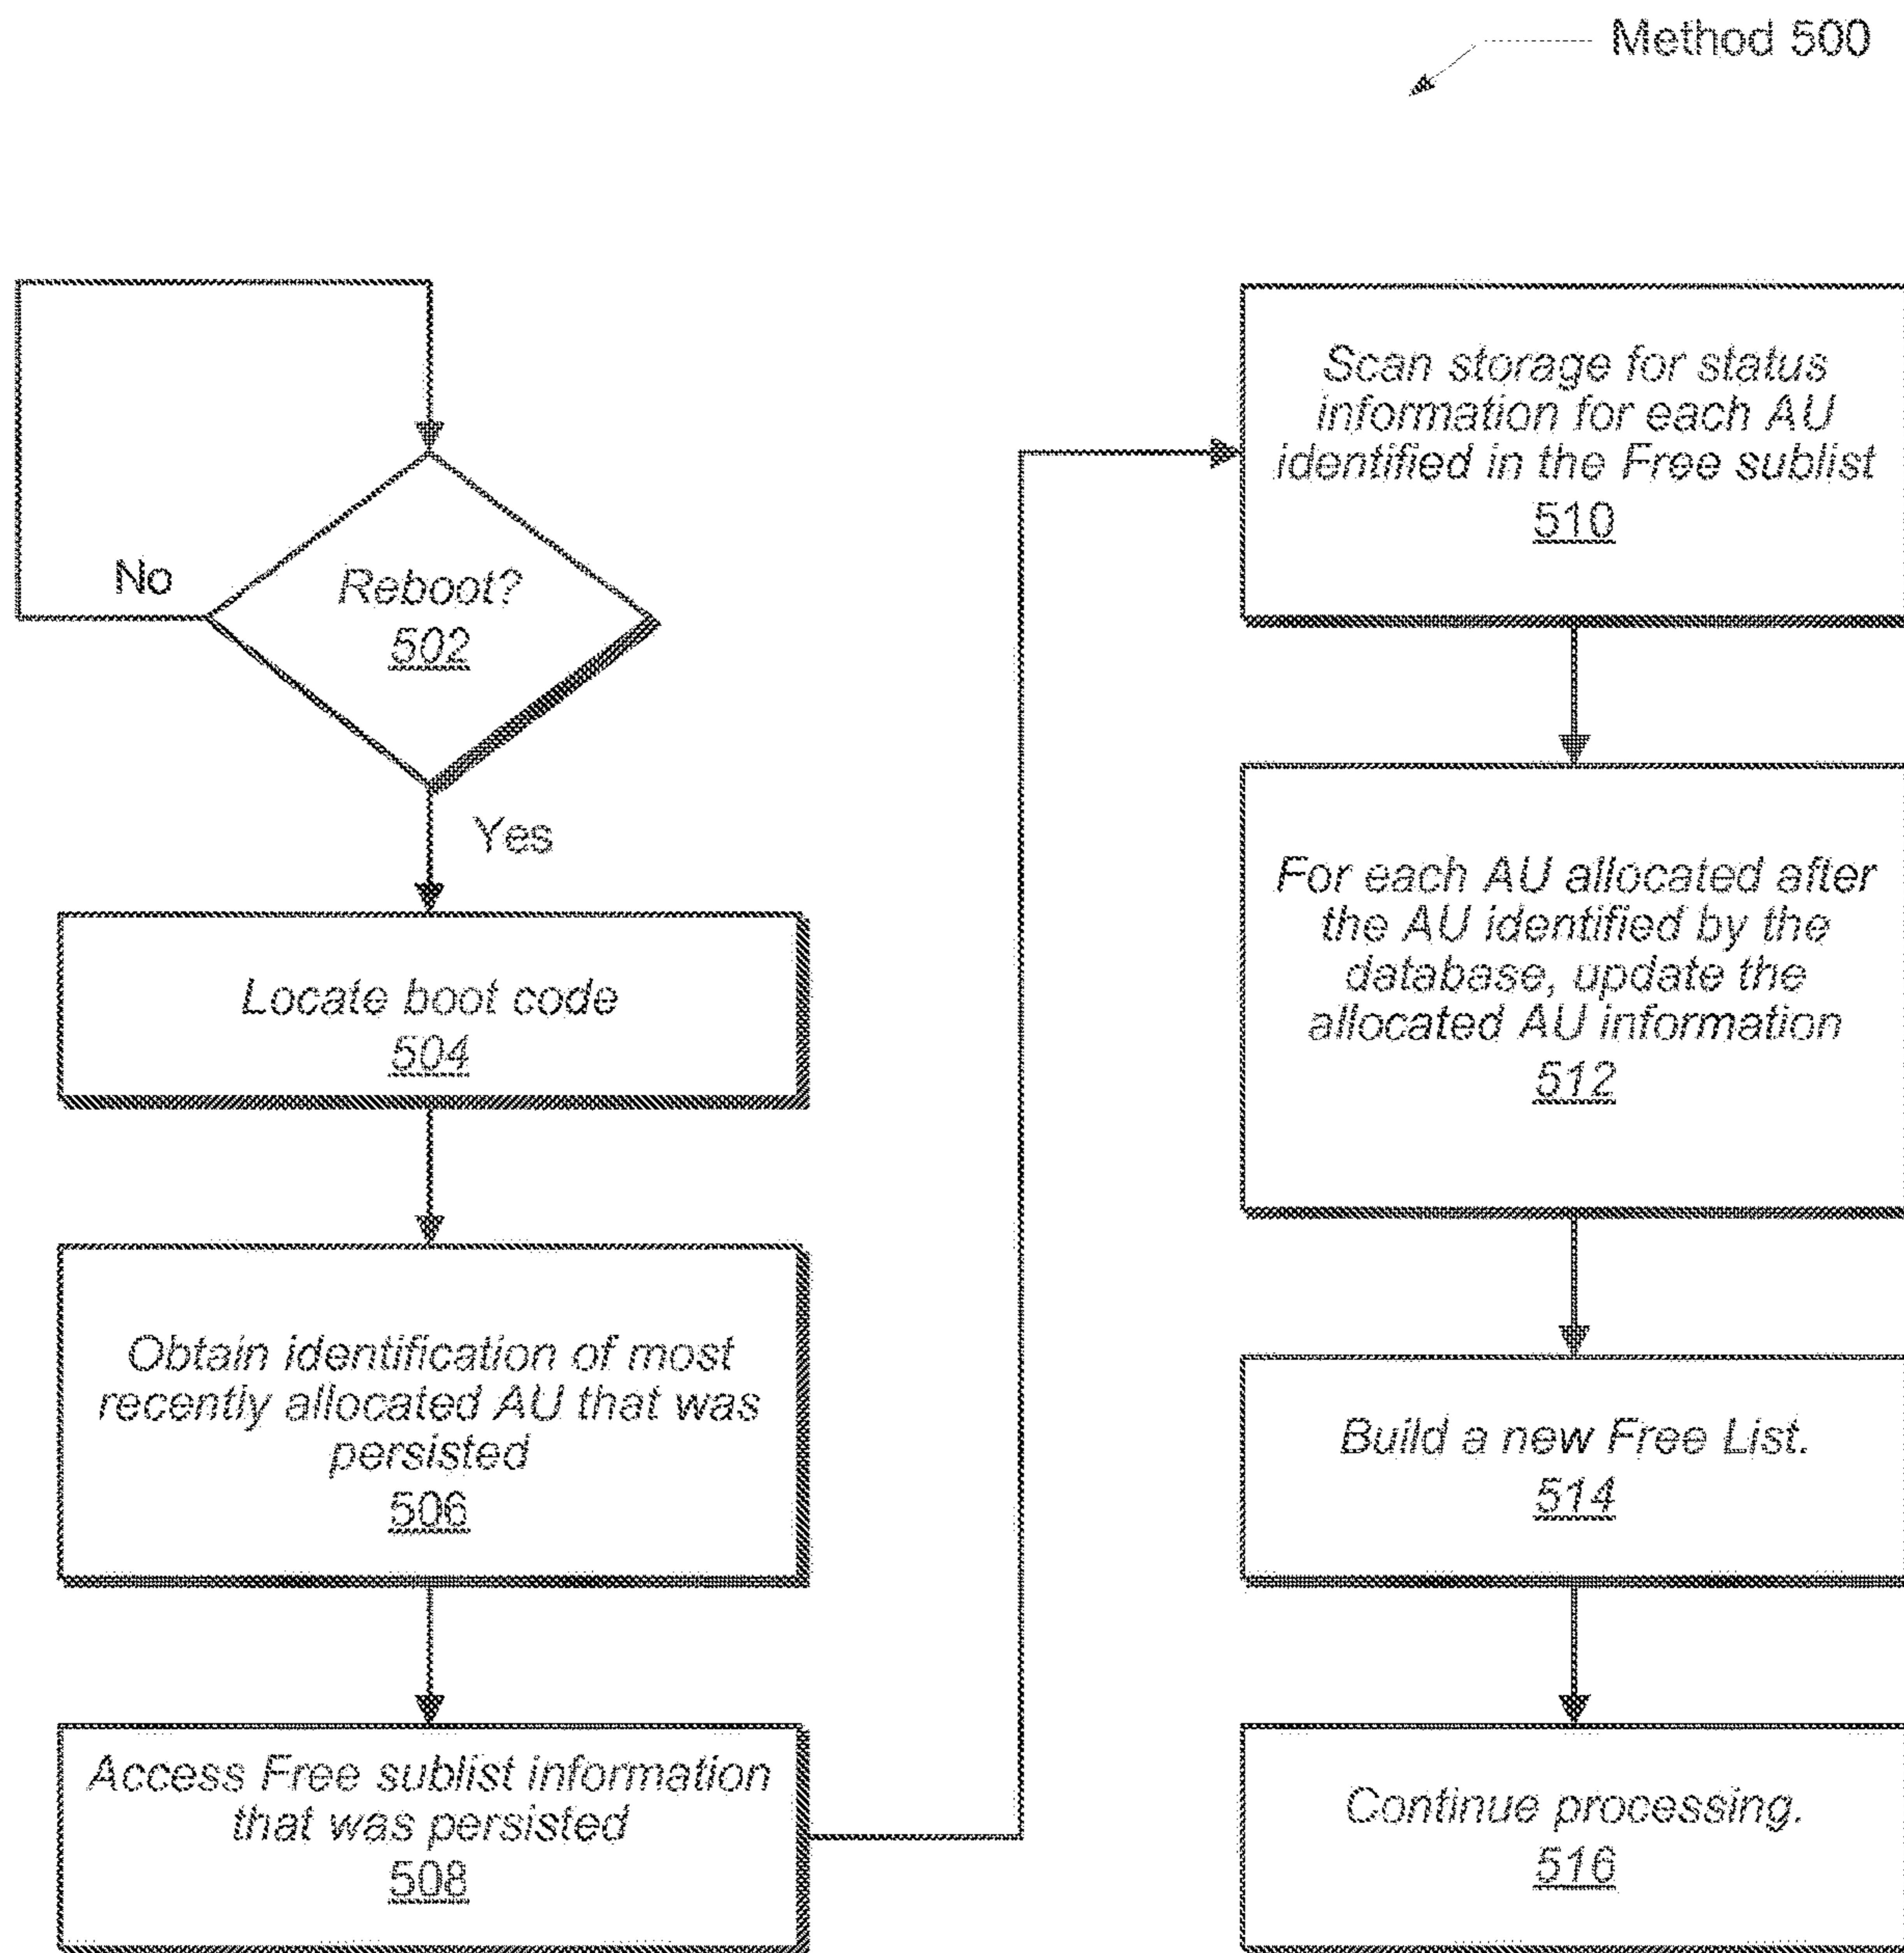 Method 500
Reboot?
502
No
Yes
Locate boot code
504
Obtain identification of most
recently allocated AU that was
persisted
506
Access Free sublist information
that was persisted
508
Scan storage for status
information for each AU
identified in the Free sublist
510
For each AU allocated after
the AU identified by the
database, update the
allocated AU information
512
Build a new Free List.
514
Continue processing.
516